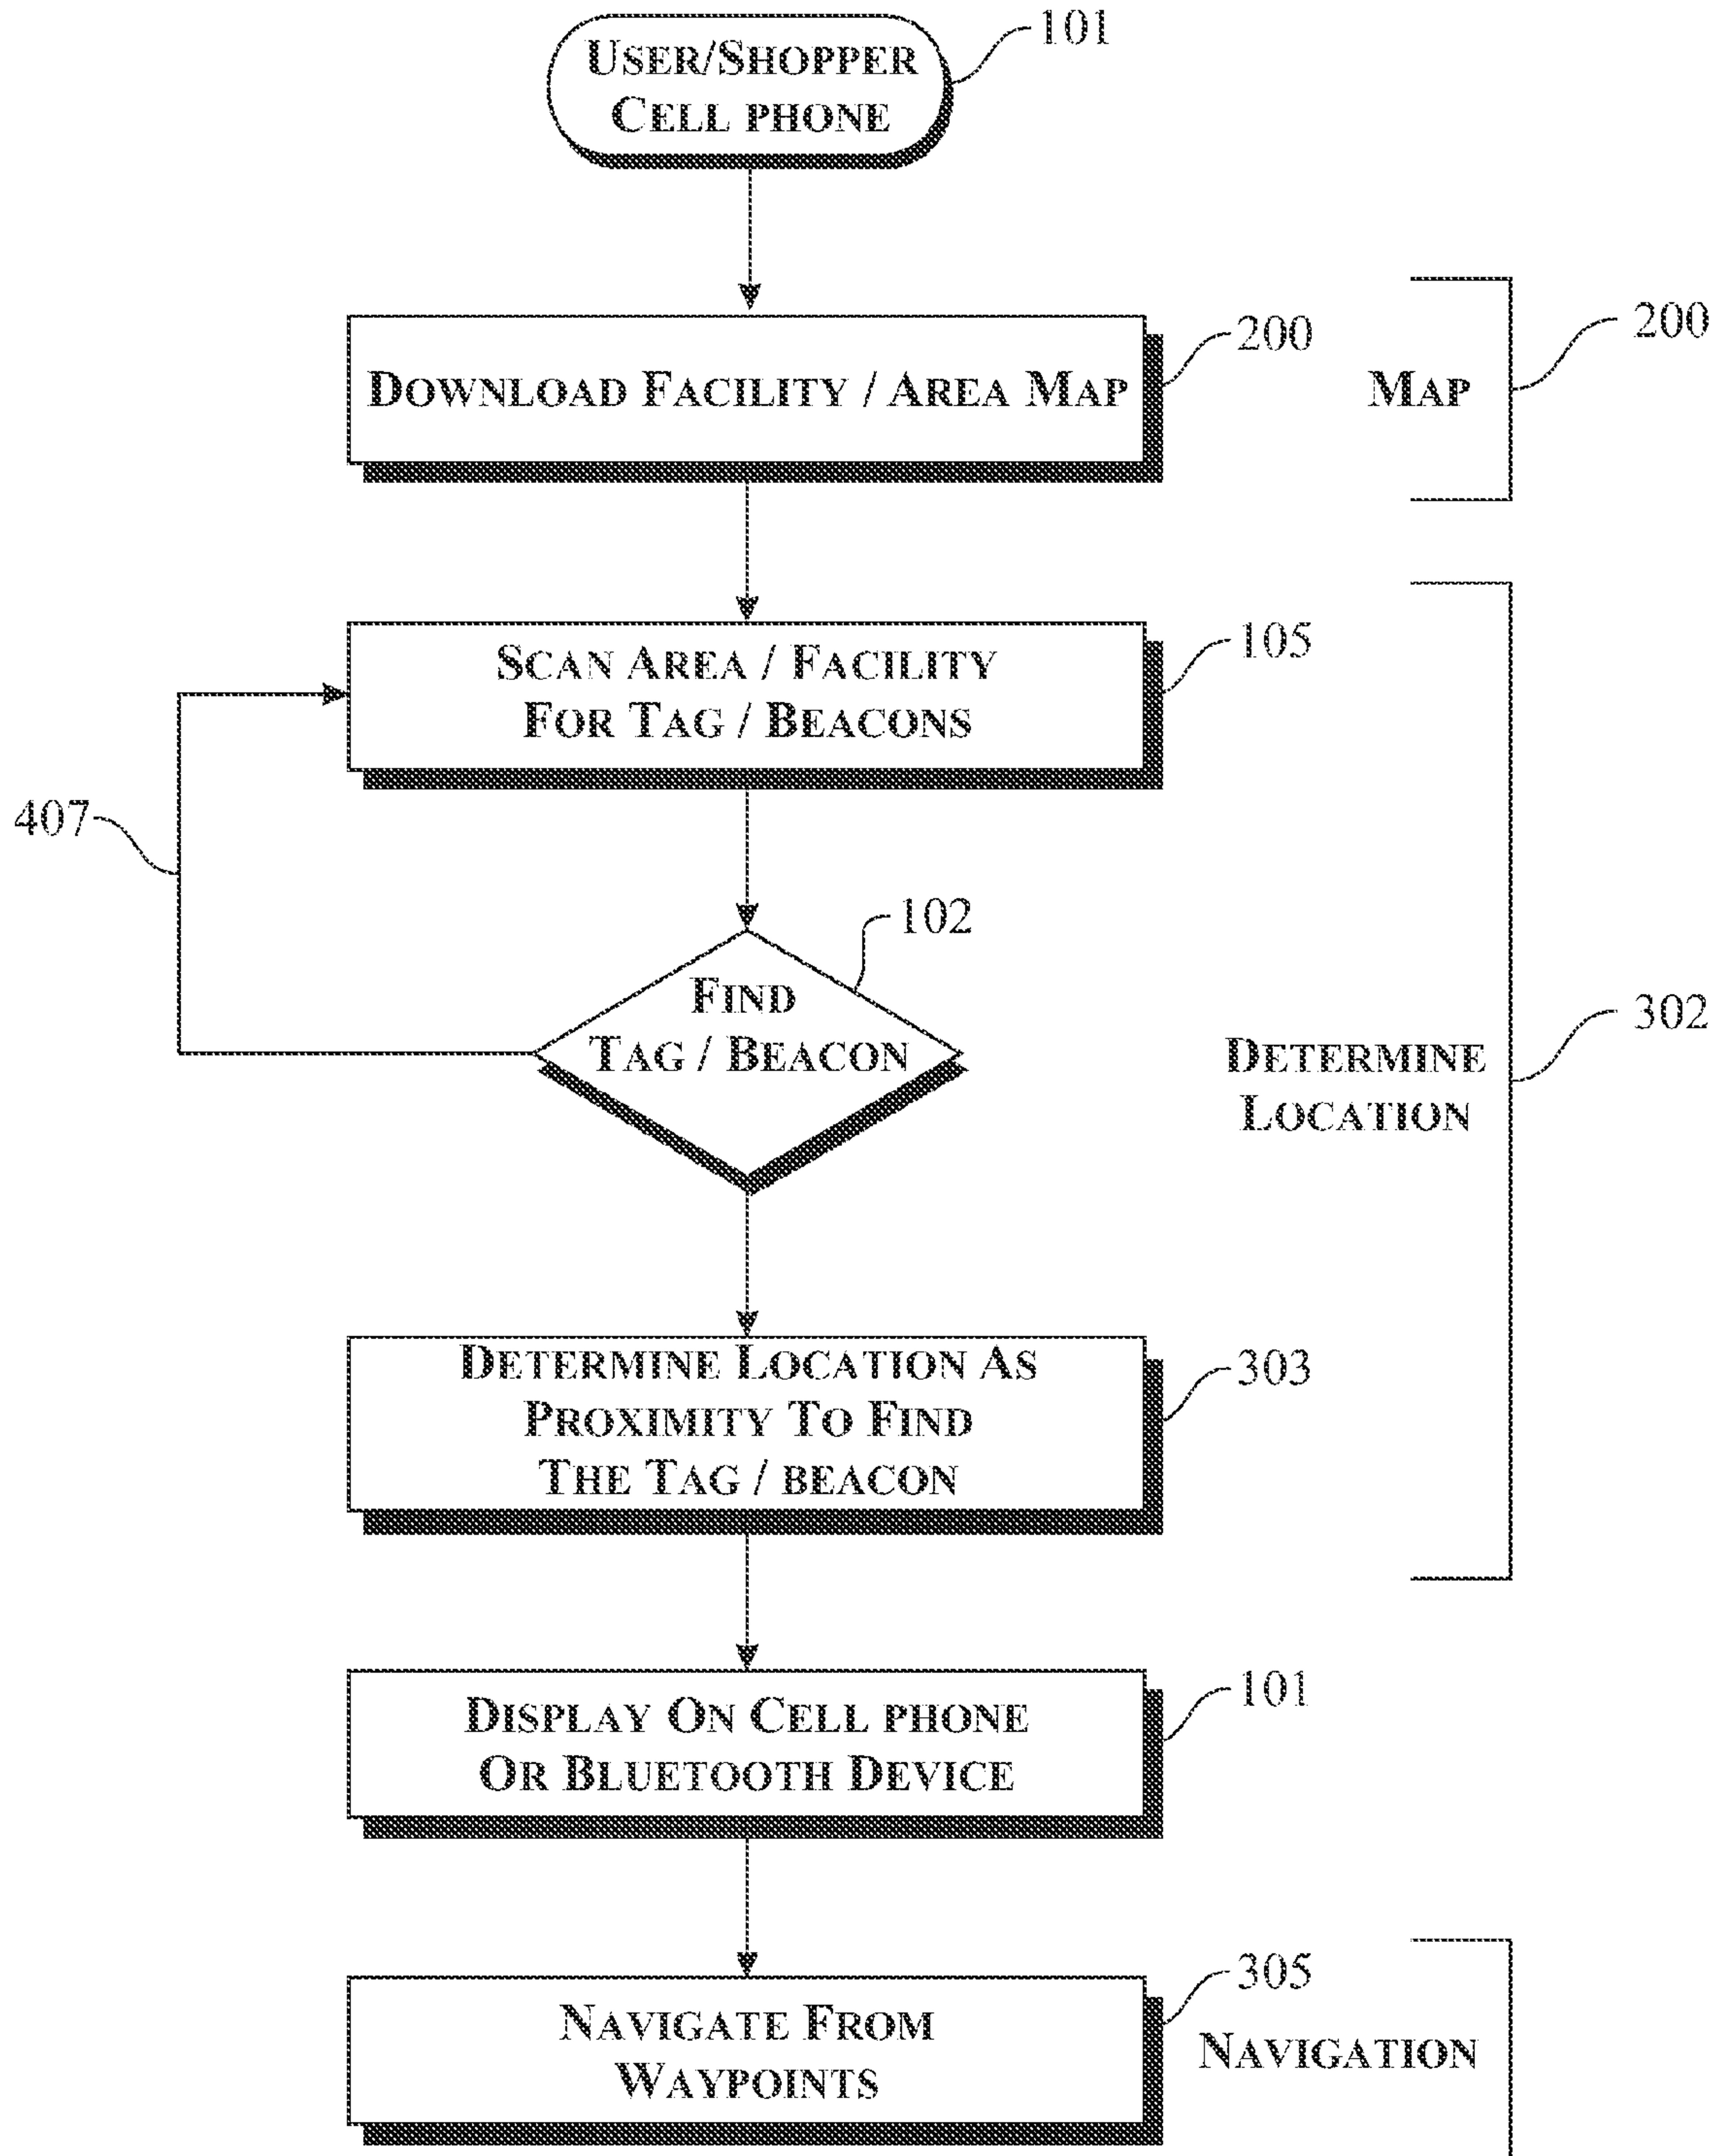 USER/SHOPPER
CELL PHONE
101
DOWNLOAD FACILITY / AREA MAP
200
MAP
200
SCAN AREA / FACILITY
FOR TAG / BEACONS
105
407
FIND
TAG / BEACON
102
DETERMINE
LOCATION
302
DETERMINE LOCATION AS
PROXIMITY TO FIND
THE TAG / BEACON
303
DISPLAY ON CELL PHONE
OR BLUETOOTH DEVICE
101
NAVIGATE FROM
WAYPOINTS
305
NAVIGATION